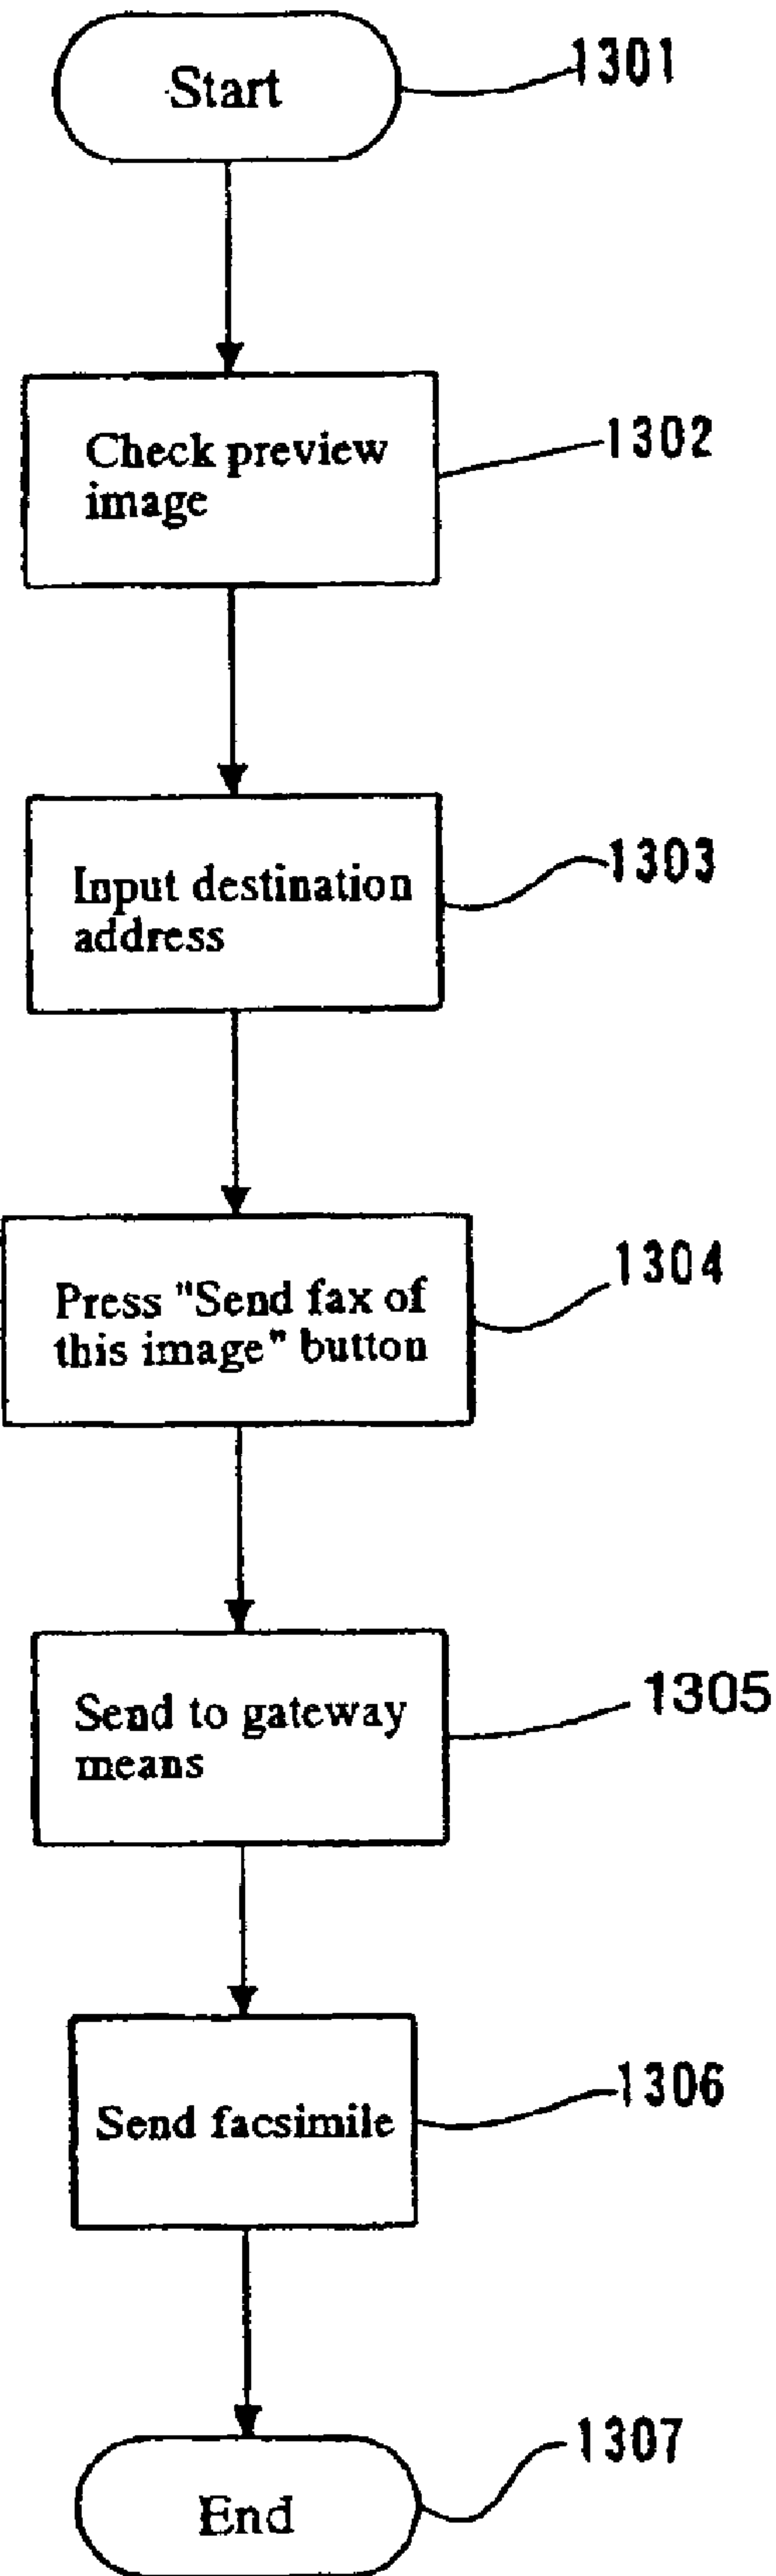 Start
1301
Check preview
image
1302
Input destination
address
1303
Press "Send fax of
this image" button
1304
Send to gateway
means
1305
Send facsimile
1306
End
1307